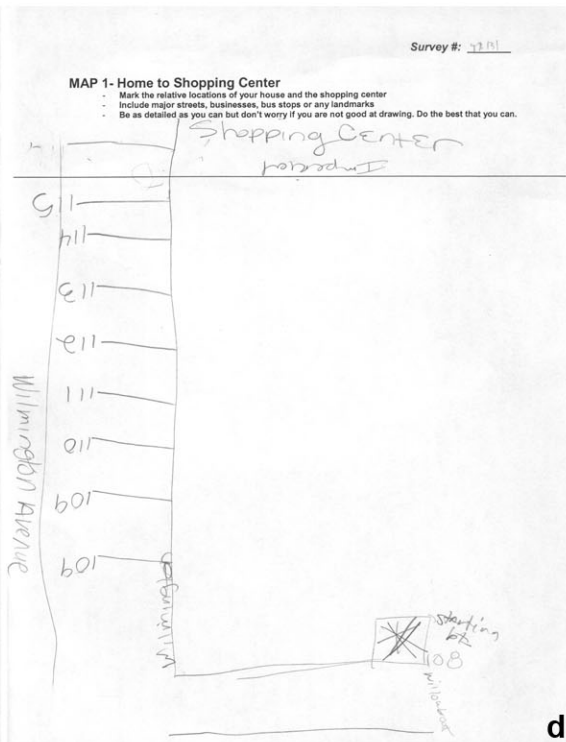 Survey #:
MAP 1- Home to Shopping Center
- Mark the relative locations of your house and the shopping center
- Include major streets, businesses, bus stops or any landmarks
- Be as detailed as you can but don't worry if you are not good at drawing. Do the best that you can.
Shopping CENTER
Imperial
115
114
113
112
111
110
109
109
Wilmington Avenue
Wilmington
starting
108
d